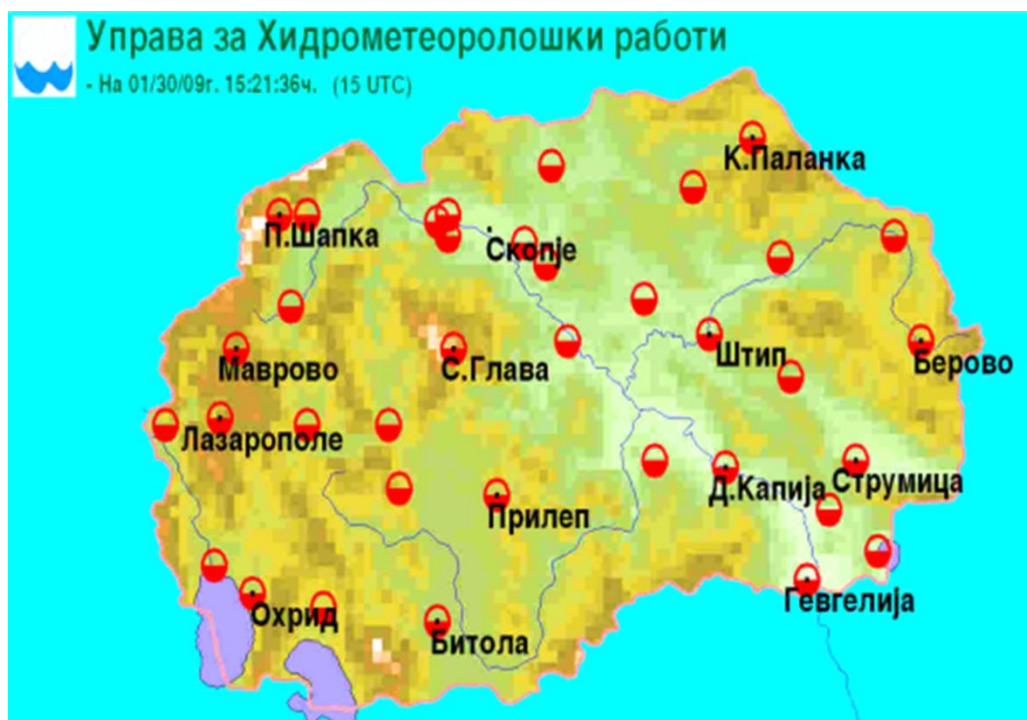 Управа за Хидрометеоролошки работи
- На 01/30/09г. 15:21:36ч. (15 UTC)
К.Паланка
П.Шапка
Скопје
Штип
Берово
Маврово
С.Глава
Лазарополе
Д.Капија
Струмица
Прилеп
Гевгелија
Охрид
Битола